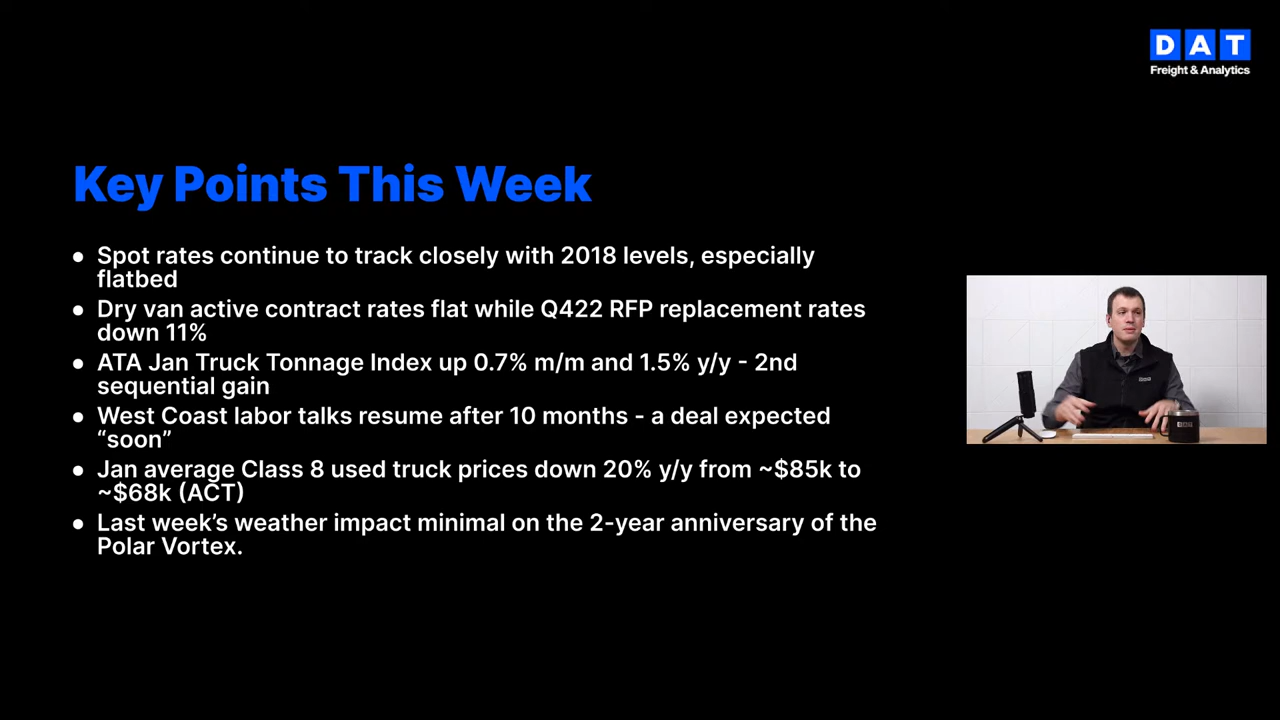 DAT
Freight & Analytics
Key Points This Week
● Spot rates continue to track closely with 2018 levels, especially
flatbed
● Dry van active contract rates flat while Q422 RFP replacement rates
down 11%
● ATA Jan Truck Tonnage Index up 0.7% m/m and 1.5% y/y - 2nd
sequential gain
● West Coast labor talks resume after 10 months - a deal expected
“soon”
● Jan average Class 8 used truck prices down 20% y/y from ~$85k to
~$68k (ACT)
● Last week’s weather impact minimal on the 2-year anniversary of the
Polar Vortex.